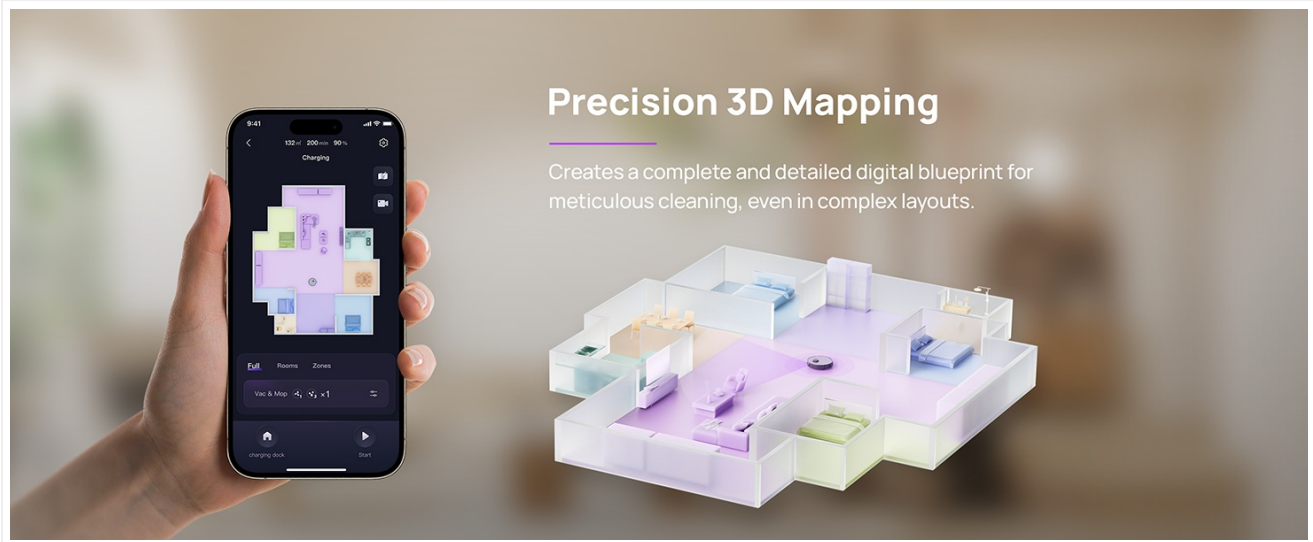 9:41
132㎡ 200min 90%
Charging
Full Rooms Zones
Vac & Mop ×1
charging dock Start
Precision 3D Mapping
Creates a complete and detailed digital blueprint for
meticulous cleaning, even in complex layouts.